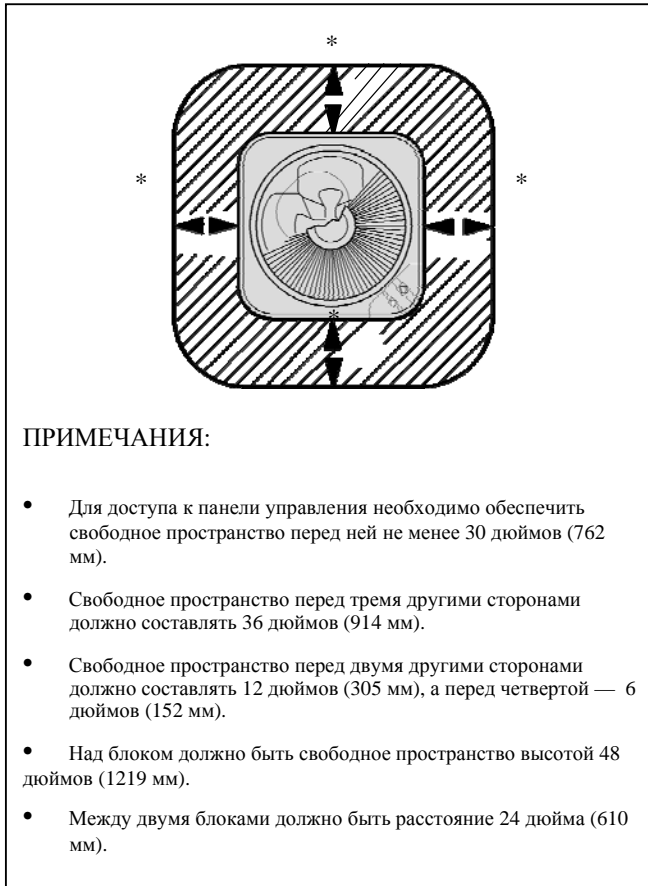 *
* *
*
ПРИМЕЧАНИЯ:
• Для доступа к панели управления необходимо обеспечить
свободное пространство перед ней не менее 30 дюймов (762
мм).
• Свободное пространство перед тремя другими сторонами
должно составлять 36 дюймов (914 мм).
• Свободное пространство перед двумя другими сторонами
должно составлять 12 дюймов (305 мм), а перед четвертой — 6
дюймов (152 мм).
• Над блоком должно быть свободное пространство высотой 48
дюймов (1219 мм).
• Между двумя блоками должно быть расстояние 24 дюйма (610
мм).